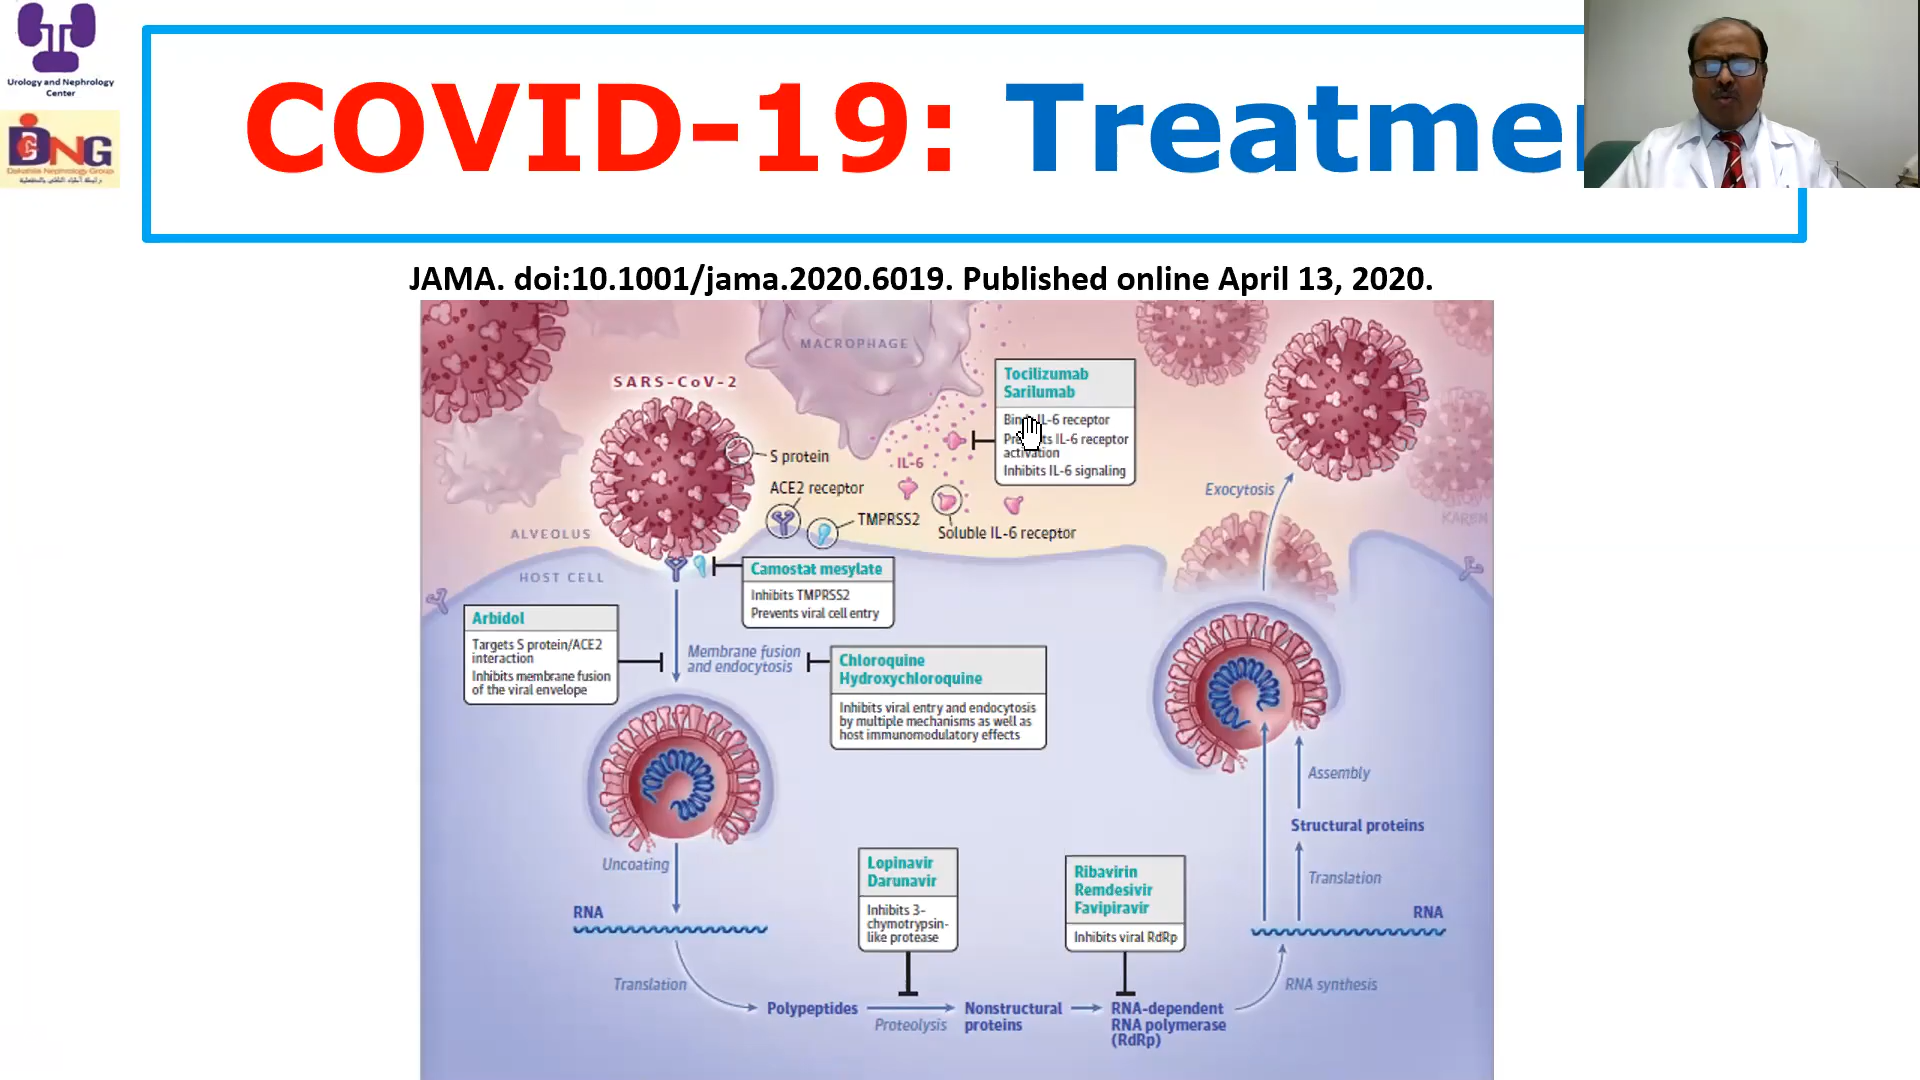 Urology and Nephrology
Center
DNG
Dakahlia Nephrology Group
COVID-19: Treatme
JAMA. doi:10.1001/jama.2020.6019. Published online April 13, 2020.
MACROPHAGE
SARS-CoV-2
Tocilizumab
Sarilumab
IL-6 receptor
IL-6 receptor
activation
Inhibits IL-6 signaling
S protein
IL-6
ACE2 receptor
TMPRSS2
Soluble IL-6 receptor
Exocytosis
KAREN
ALVEOLUS
HOST CELL
Camostat mesylate
Inhibits TMPRSS2
Prevents viral cell entry
Arbidol
Targets S protein/ACE2
interaction
Inhibits membrane fusion
of the viral envelope
Membrane fusion
and endocytosis
Chloroquine
Hydroxychloroquine
Inhibits viral entry and endocytosis
by multiple mechanisms as well as
host immunomodulatory effects
Assembly
Structural proteins
Translation
RNA
Uncoating
RNA
Lopinavir
Darunavir
Inhibits 3-
chymotrypsin-
like protease
Ribavirin
Remdesivir
Favipiravir
Inhibits viral RdRp
Translation
Polypeptides
Proteolysis
Nonstructural
proteins
RNA-dependent
RNA polymerase
(RdRp)
RNA synthesis